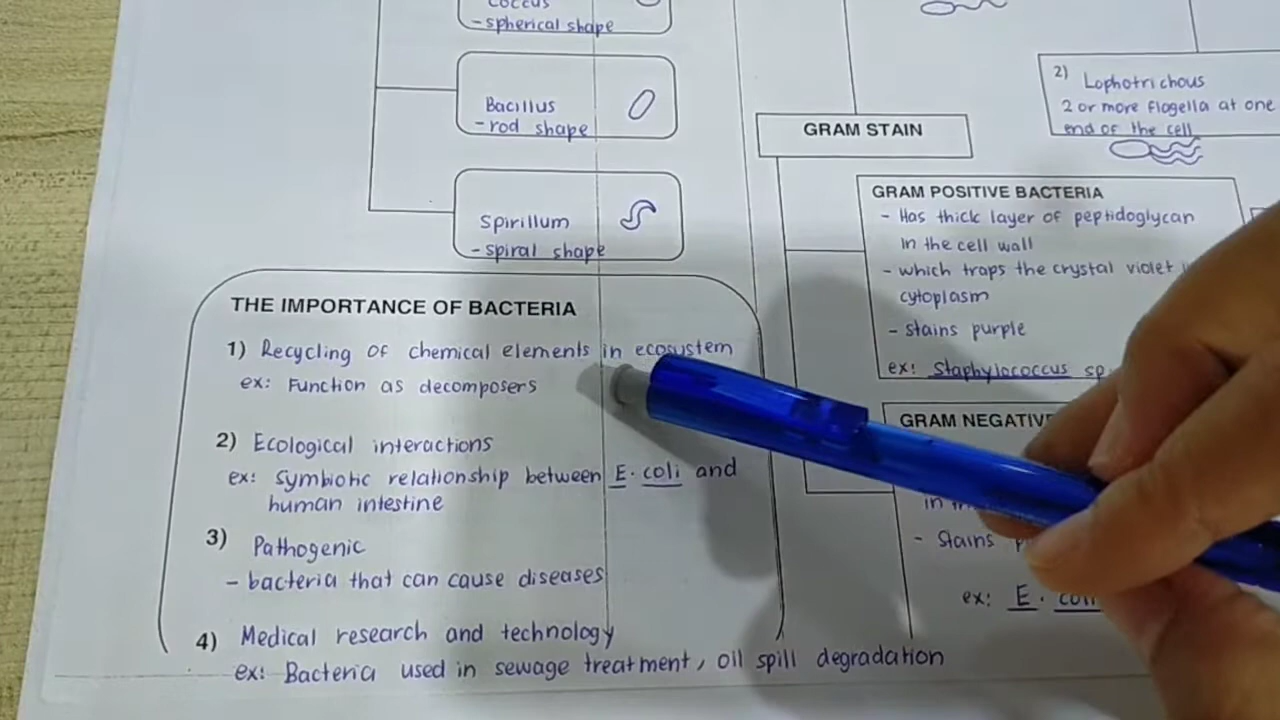 coccus
- spherical shape
Bacillus
- rod shape
Spirillum
- spiral shape
THE IMPORTANCE OF BACTERIA
1) Recycling of chemical elements in ecosystem
ex: Function as decomposers
2) Ecological interactions
ex: Symbiotic relationship between E. coli and
human intestine
3) Pathogenic
- bacteria that can cause diseases
4) Medical research and technology
ex: Bacteria used in sewage treatment, oil spill degradation
2) Lophotrichous
2 or more flagella at one
end of the cell
GRAM STAIN
GRAM POSITIVE BACTERIA
- Has thick layer of peptidoglycan
in the cell wall
- which traps the crystal violet
cytoplasm
- stains purple
ex: Staphylococcus sp.
GRAM NEGATIVE
in
- Stains
ex: E. coli